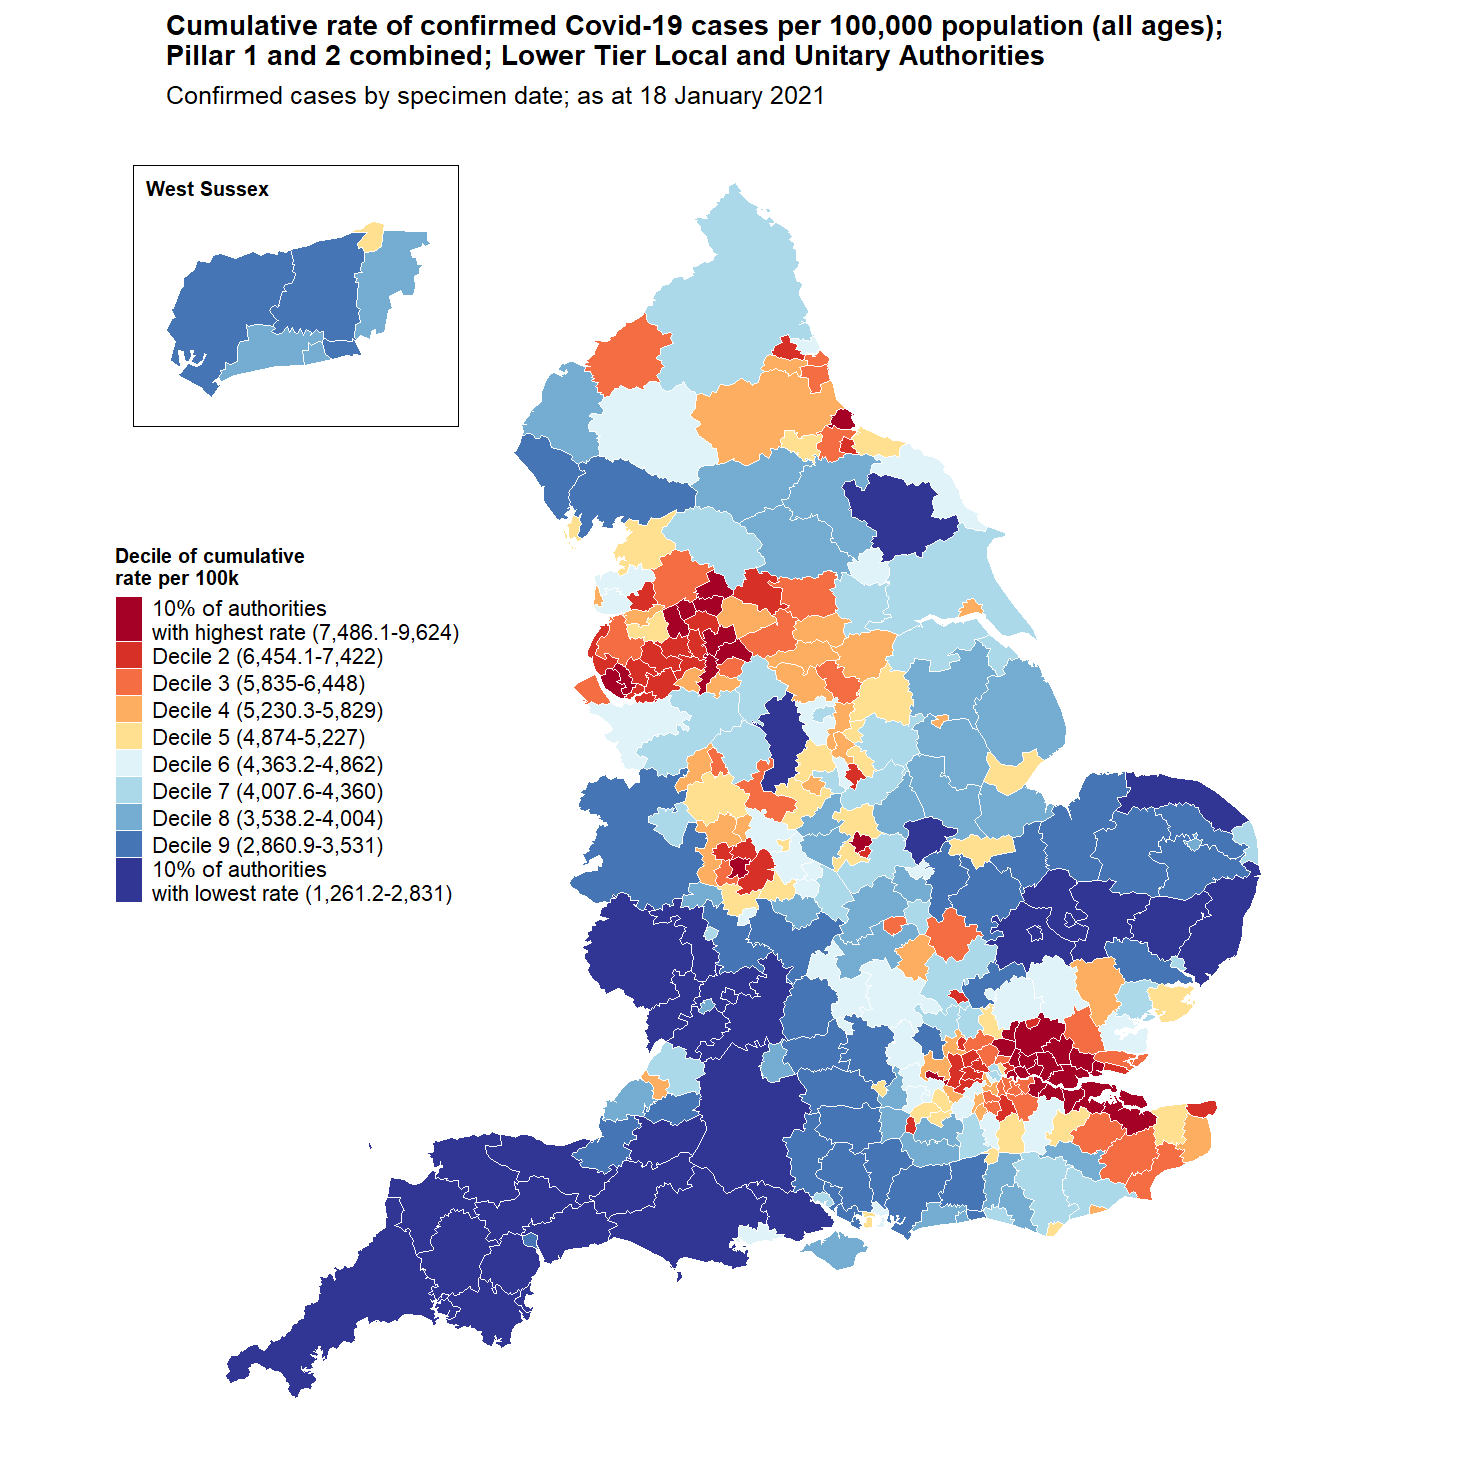 Cumulative rate of confirmed Covid-19 cases per 100,000 population (all ages);
Pillar 1 and 2 combined; Lower Tier Local and Unitary Authorities
Confirmed cases by specimen date; as at 18 January 2021
West Sussex
Decile of cumulative
rate per 100k
10% of authorities
with highest rate (7,486.1-9,624)
Decile 2 (6,454.1-7,422)
Decile 3 (5,835-6,448)
Decile 4 (5,230.3-5,829)
Decile 5 (4,874-5,227)
Decile 6 (4,363.2-4,862)
Decile 7 (4,007.6-4,360)
Decile 8 (3,538.2-4,004)
Decile 9 (2,860.9-3,531)
10% of authorities
with lowest rate (1,261.2-2,831)